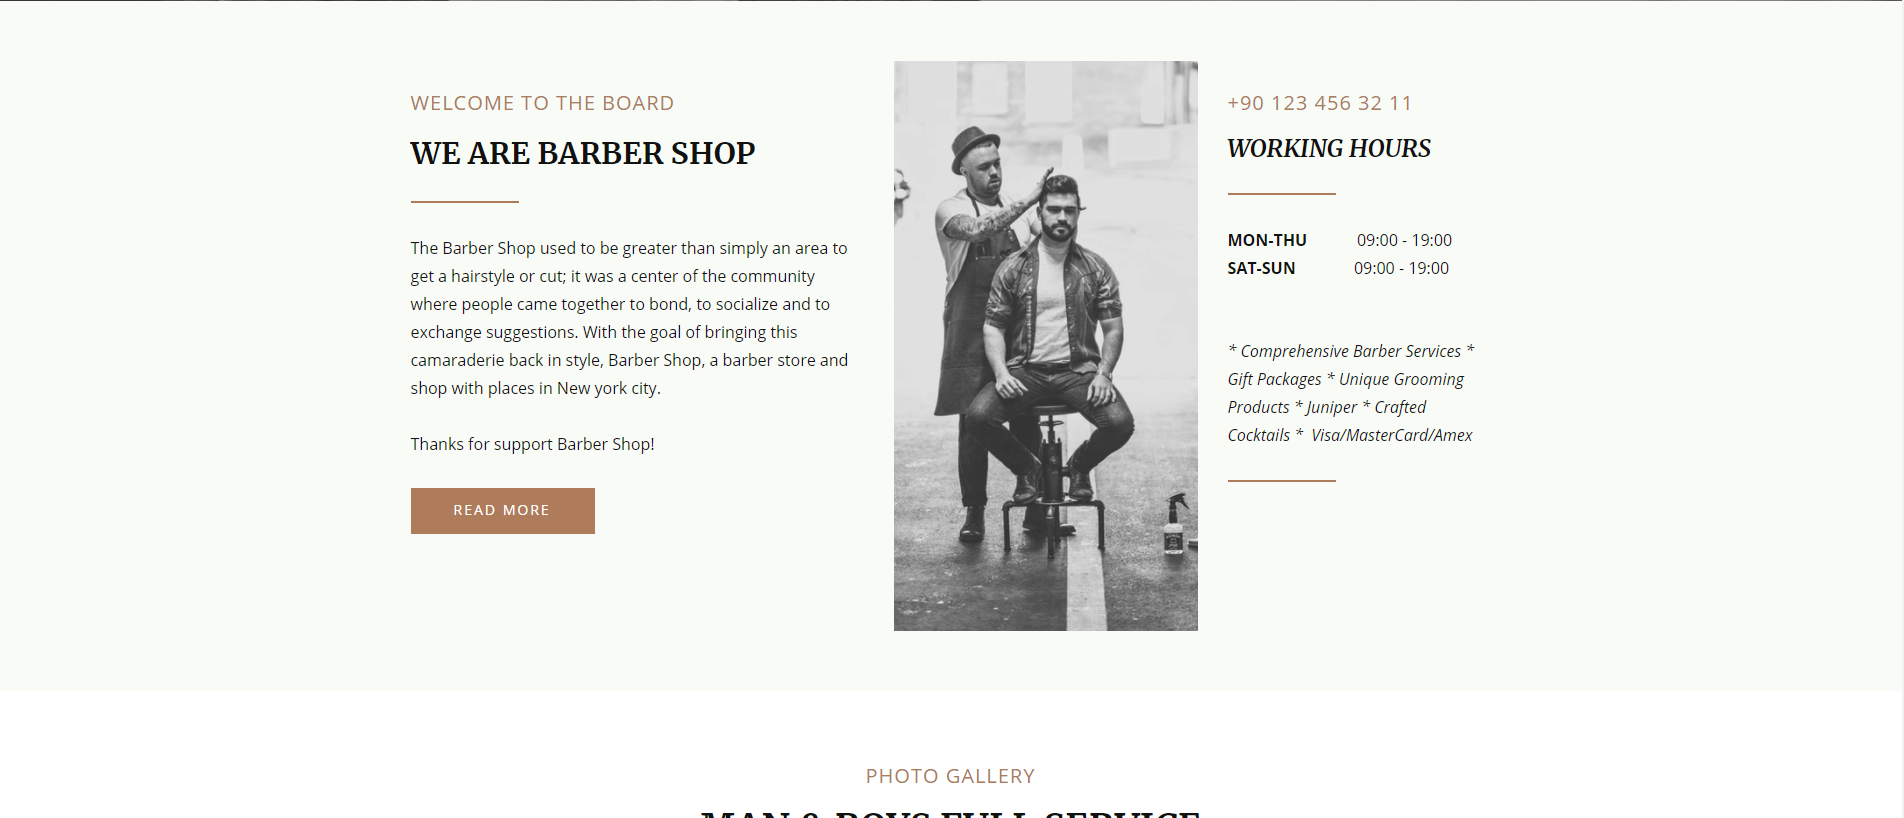 WELCOME TO THE BOARD
WE ARE BARBER SHOP
The Barber Shop used to be greater than simply an area to
get a hairstyle or cut; it was a center of the community
where people came together to bond, to socialize and to
exchange suggestions. With the goal of bringing this
camaraderie back in style, Barber Shop, a barber store and
shop with places in New york city.
Thanks for support Barber Shop!
READ MORE
+90 123 456 32 11
WORKING HOURS
MON-THU 09:00 - 19:00
SAT-SUN 09:00 - 19:00
* Comprehensive Barber Services *
Gift Packages * Unique Grooming
Products * Juniper * Crafted
Cocktails * Visa/MasterCard/Amex
PHOTO GALLERY
MAN & BOYS FULL SERVICE